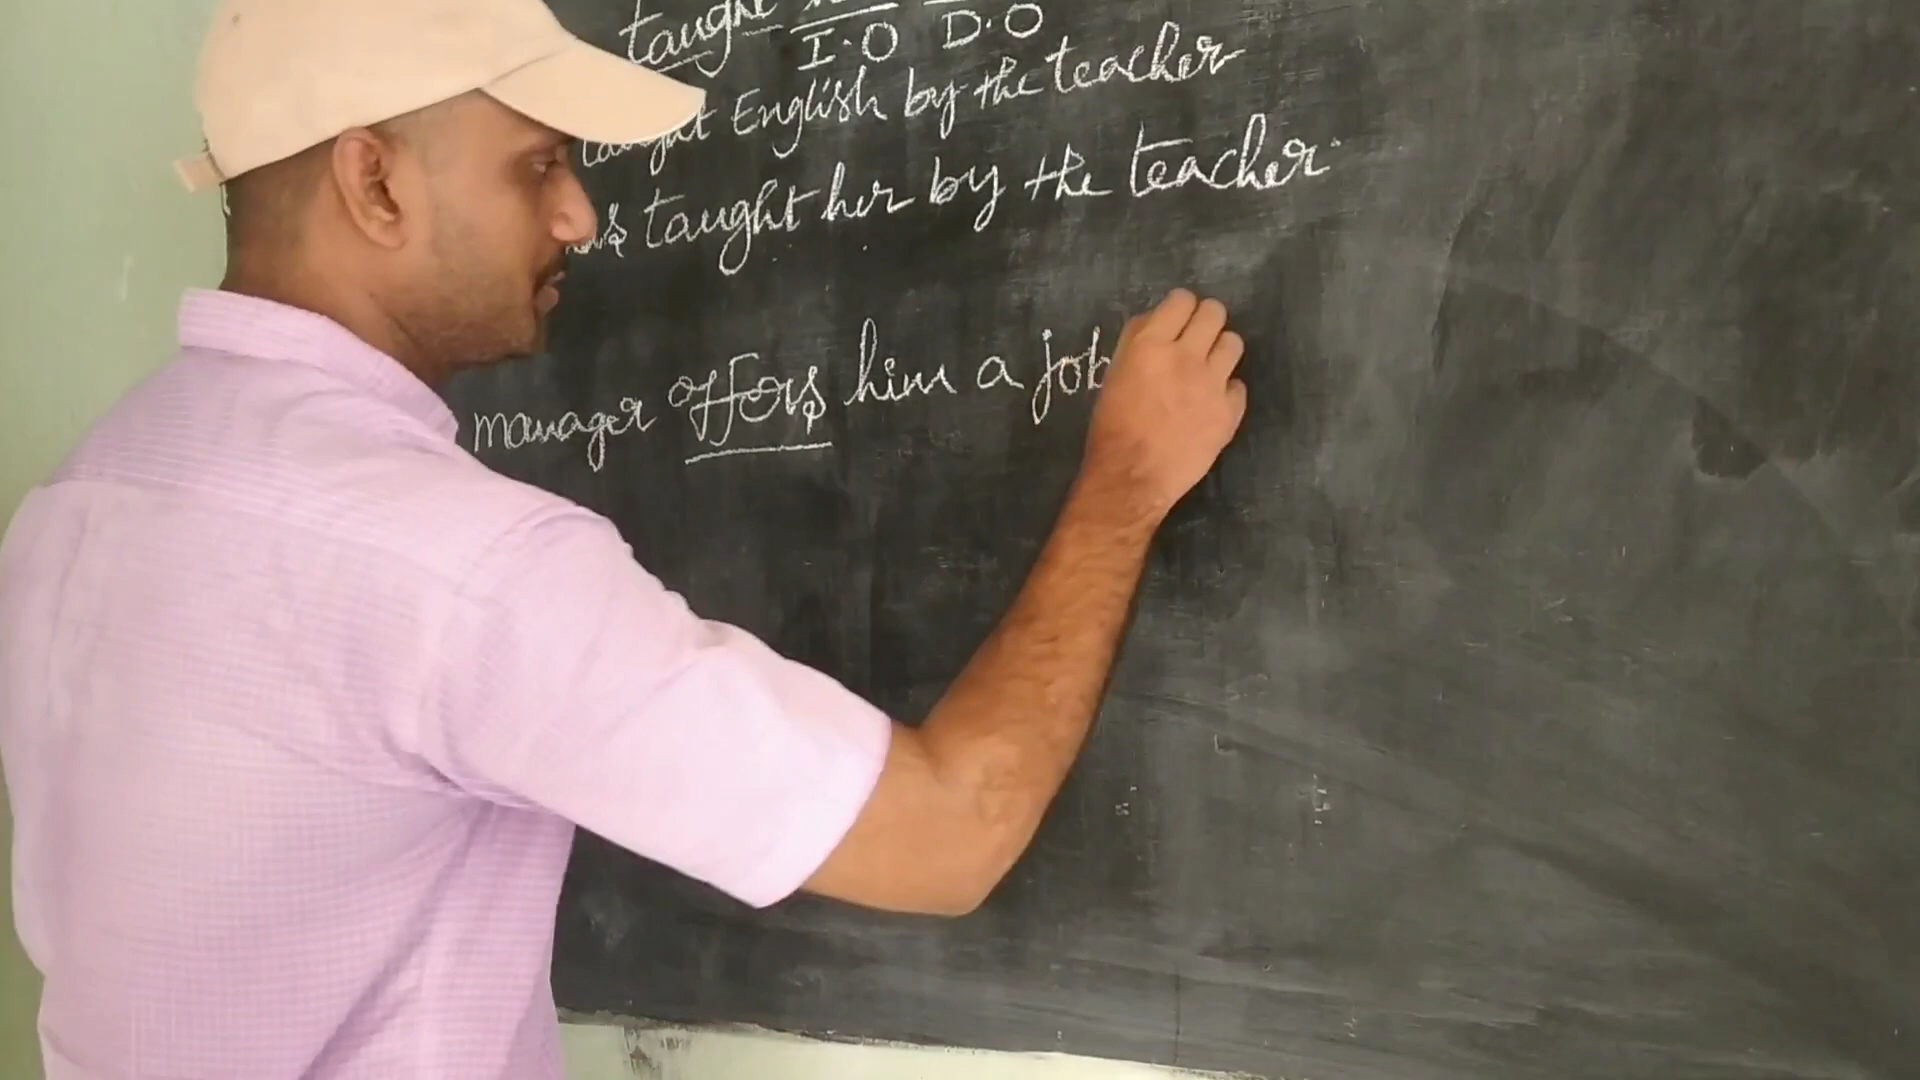 taught
I.O D.O
taught English by the teacher
taught her by the teacher.
manager offers him a job